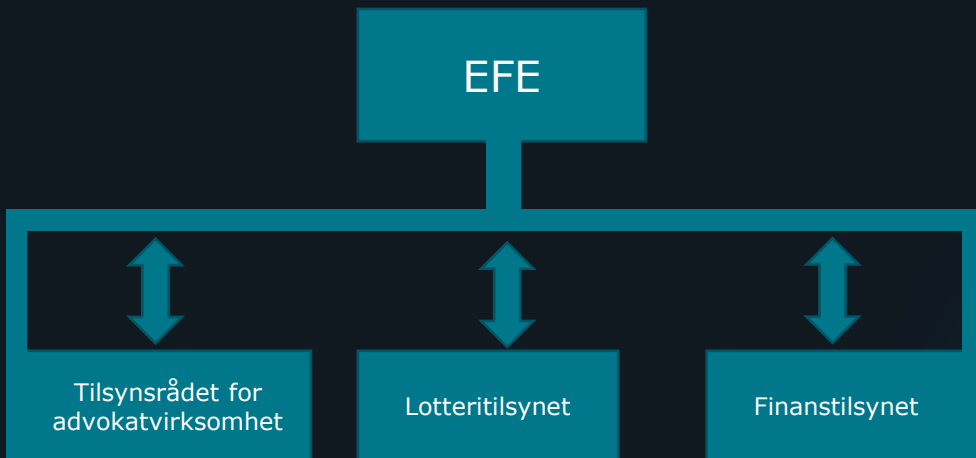 EFE
Tilsynsrådet for
advokatvirksomhet
Lotteritilsynet
Finanstilsynet